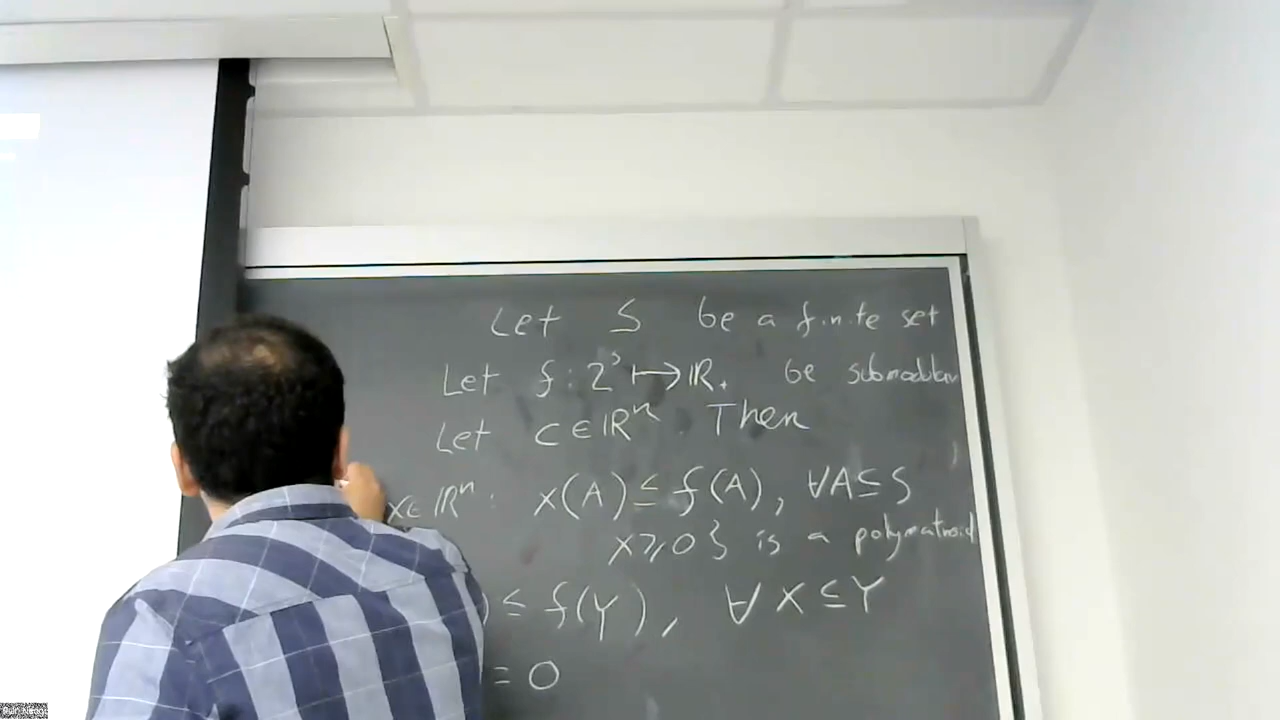 Let S be a finite set
Let f : 2^S ↦ ℝ₊ be submodular
Let c ∈ ℝⁿ. Then
x ∈ ℝⁿ : x(A) ≤ f(A), ∀A ⊆ S
x ≥ 0 } is a polymatroid
) ≤ f(Y), ∀ X ⊆ Y
= 0